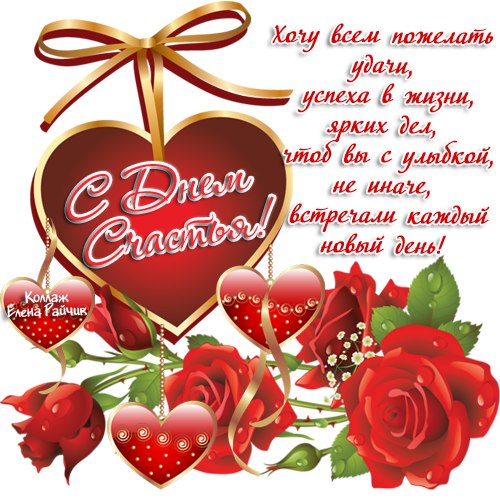 Хочу всем пожелать
удачи,
успеха в жизни,
ярких дел,
чтоб вы с улыбкой,
не иначе,
встречали каждый
новый день!
С Днем
Счастья!
Коллаж
Елена Райчик